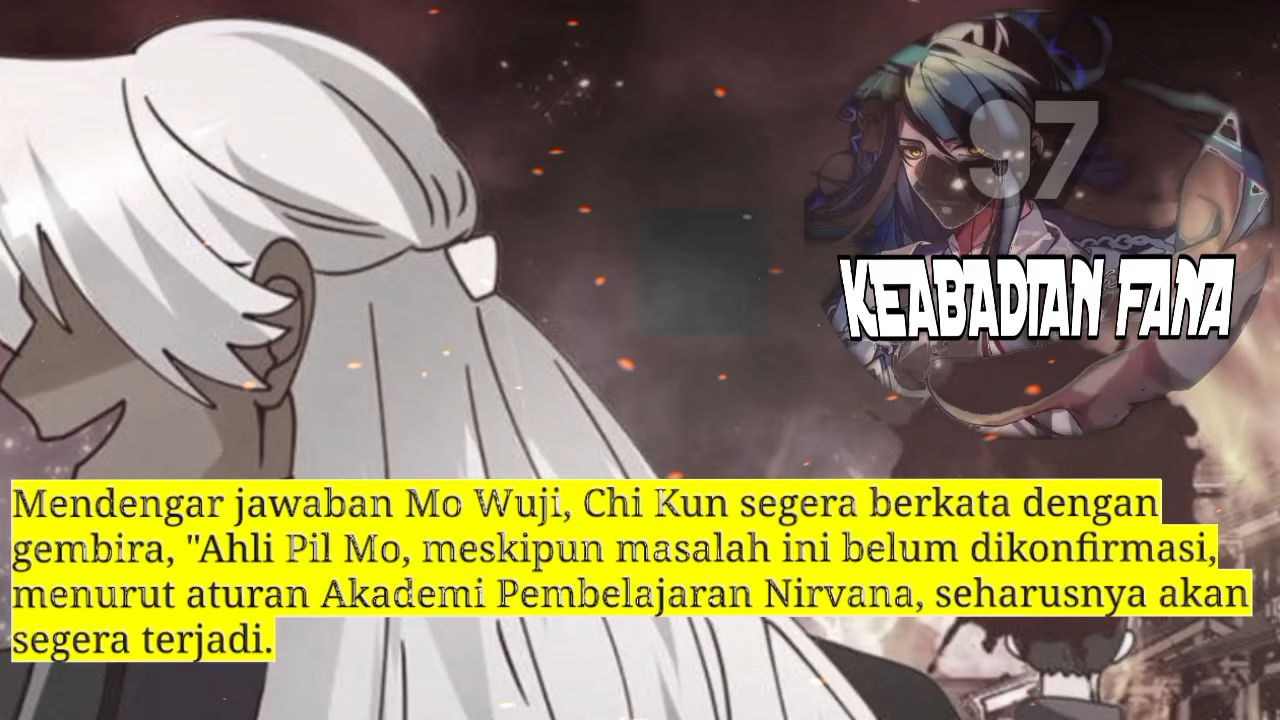 97
KEABADIAN FANA
Mendengar jawaban Mo Wuji, Chi Kun segera berkata dengan
gembira, "Ahli Pil Mo, meskipun masalah ini belum dikonfirmasi,
menurut aturan Akademi Pembelajaran Nirvana, seharusnya akan
segera terjadi.